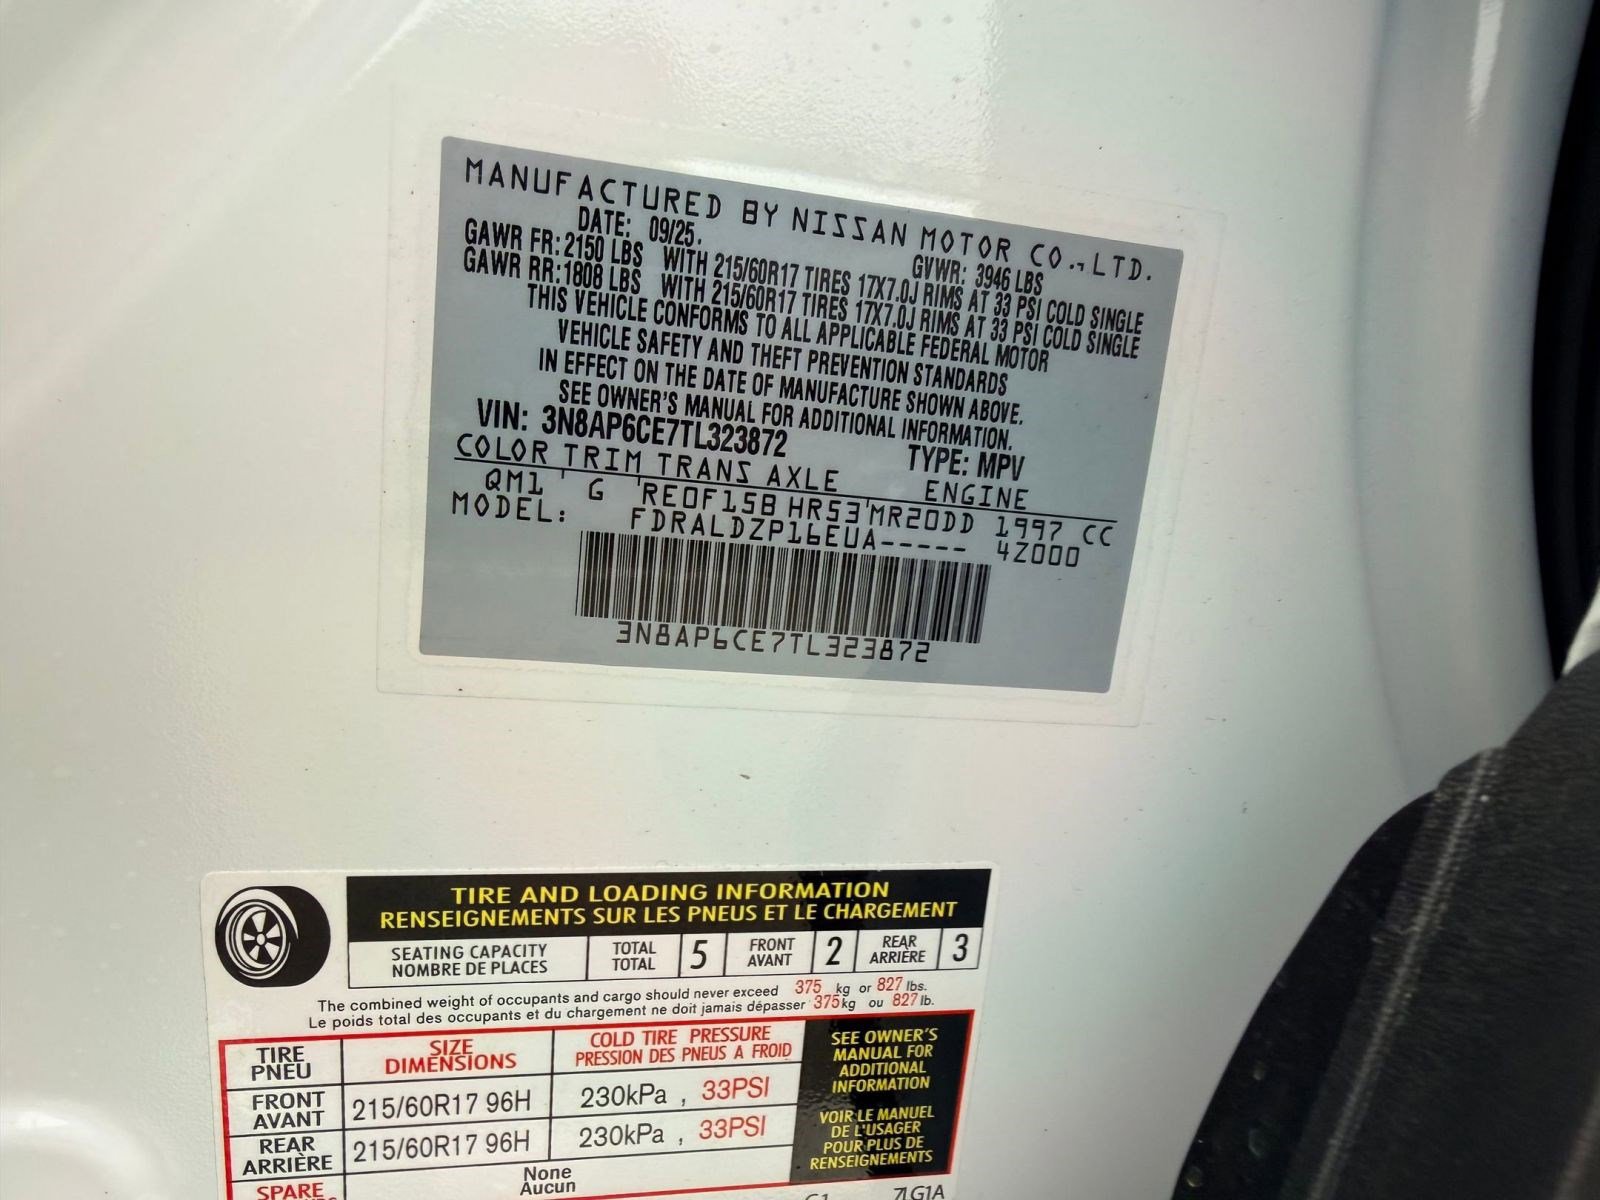 MANUFACTURED BY NISSAN MOTOR CO.,LTD.
DATE: 09/25. GVWR: 3946 LBS
GAWR FR: 2150 LBS WITH 215/60R17 TIRES 17X7.0J RIMS AT 33 PSI COLD SINGLE
GAWR RR: 1808 LBS WITH 215/60R17 TIRES 17X7.0J RIMS AT 33 PSI COLD SINGLE
THIS VEHICLE CONFORMS TO ALL APPLICABLE FEDERAL MOTOR
VEHICLE SAFETY AND THEFT PREVENTION STANDARDS
IN EFFECT ON THE DATE OF MANUFACTURE SHOWN ABOVE.
SEE OWNER'S MANUAL FOR ADDITIONAL INFORMATION.
VIN: 3N8AP6CE7TL323872 TYPE: MPV
COLOR TRIM TRANS AXLE ENGINE
QM1 G RE0F15B HR53 MR20DD 1997 CC
MODEL: FDRALDZP16EUA----- 4Z000
3N8AP6CE7TL323872
TIRE AND LOADING INFORMATION
RENSEIGNEMENTS SUR LES PNEUS ET LE CHARGEMENT
SEATING CAPACITY
NOMBRE DE PLACES
TOTAL
TOTAL
5
FRONT
AVANT
2
REAR
ARRIÈRE
3
The combined weight of occupants and cargo should never exceed 375 kg or 827 lbs.
Le poids total des occupants et du chargement ne doit jamais dépasser 375 kg ou 827 lb.
TIRE
PNEU
SIZE
DIMENSIONS
COLD TIRE PRESSURE
PRESSION DES PNEUS A FROID
FRONT
AVANT
215/60R17 96H
230kPa , 33PSI
REAR
ARRIÈRE
215/60R17 96H
230kPa , 33PSI
SPARE
None
Aucun
SEE OWNER'S
MANUAL FOR
ADDITIONAL
INFORMATION
VOIR LE MANUEL
DE L'USAGER
POUR PLUS DE
RENSEIGNEMENTS
7LG1A